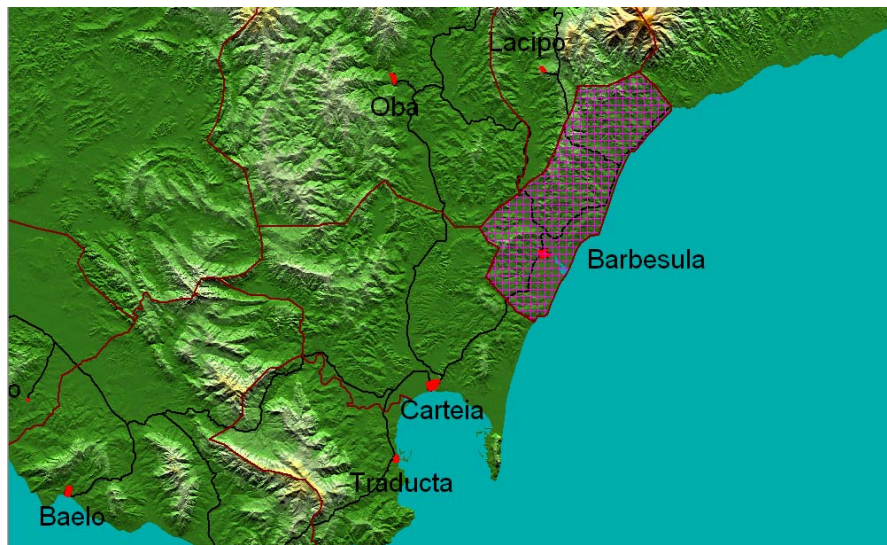 Lacipo
Oba
Barbesula
o
Carteia
Traducta
Baelo